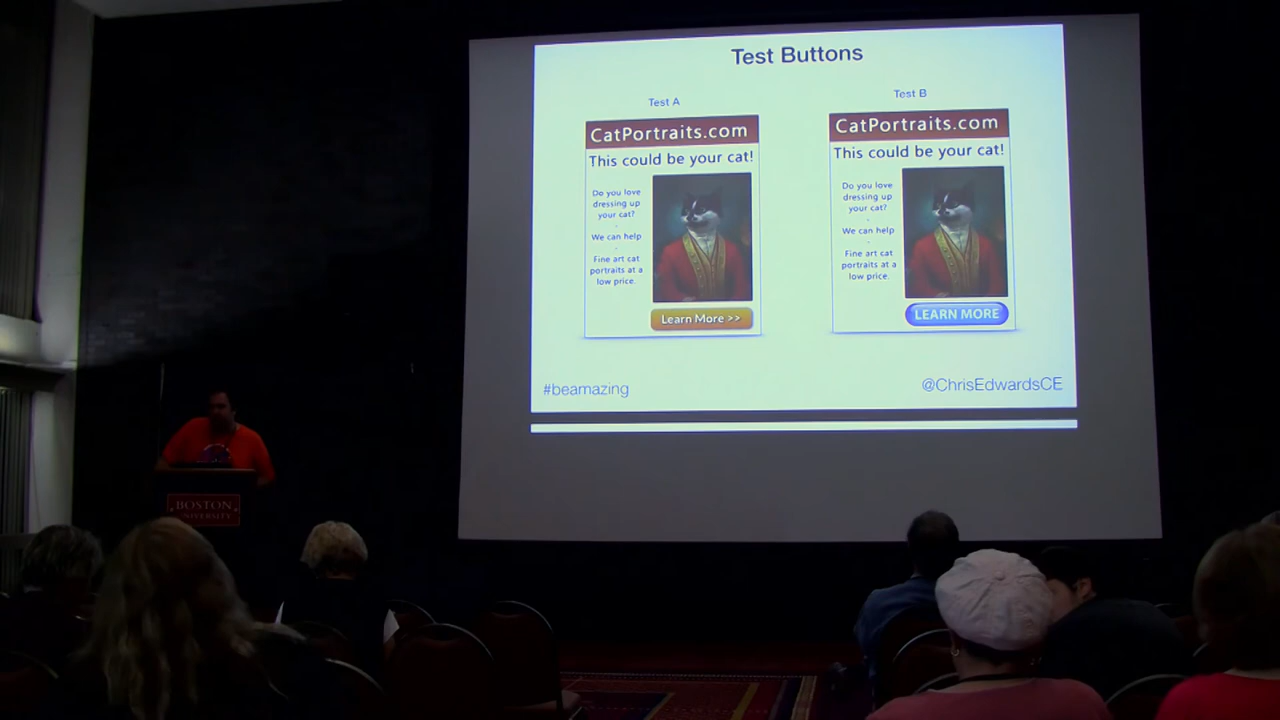 Test Buttons
Test A
CatPortraits.com
This could be your cat!
Do you love
dressing up
your cat?
-
We can help
-
Fine art cat
portraits at a
low price.
Learn More >>
Test B
CatPortraits.com
This could be your cat!
Do you love
dressing up
your cat?
-
We can help
-
Fine art cat
portraits at a
low price.
LEARN MORE
#beamazing
@ChrisEdwardsCE
BOSTON
UNIVERSITY